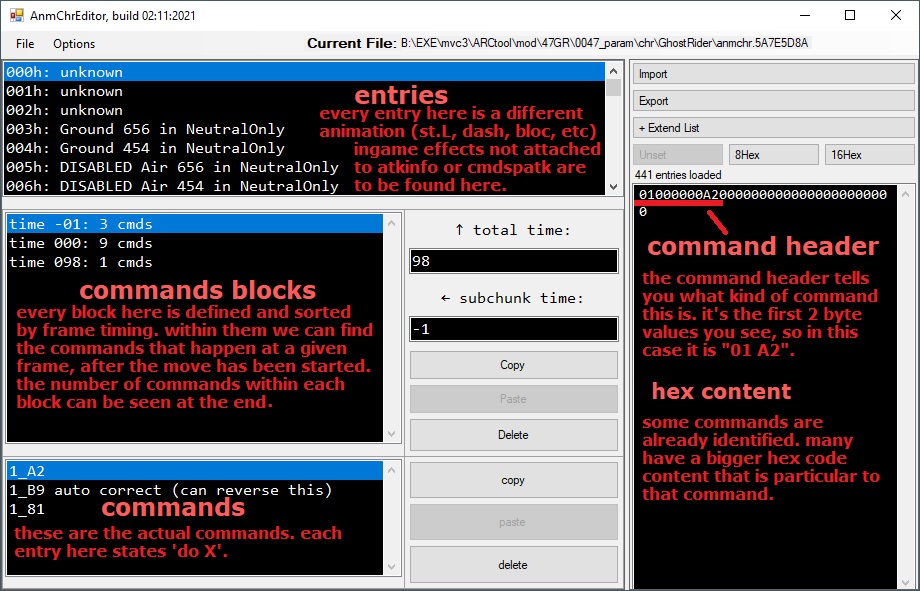 AnmChrEditor, build 02:11:2021
File Options
Current File: B:\EXE\mvc3\ARCtool\mod\47GR\0047_param\chr\GhostRider\anmchr.5A7E5D8A
000h: unknown
001h: unknown
002h: unknown
003h: Ground 656 in NeutralOnly
004h: Ground 454 in NeutralOnly
005h: DISABLED Air 656 in NeutralOnly
006h: DISABLED Air 454 in NeutralOnly
entries
every entry here is a different
animation (st.L, dash, bloc, etc)
ingame effects not attached
to atkinfo or cmdspatk are
to be found here.
time -01: 3 cmds
time 000: 9 cmds
time 098: 1 cmds
commands blocks
every block here is defined and sorted
by frame timing. within them we can find
the commands that happen at a given
frame, after the move has been started.
the number of commands within each
block can be seen at the end.
↑ total time:
98
← subchunk time:
-1
Copy
Paste
Delete
1_A2
1_B9 auto correct (can reverse this)
1_81
commands
these are the actual commands. each
entry here states 'do X'.
copy
paste
delete
Import
Export
+ Extend List
Unset 8Hex 16Hex
441 entries loaded
01000000A200000000000000000000
0
command header
the command header tells
you what kind of command
this is. it's the first 2 byte
values you see, so in this
case it is "01 A2".
hex content
some commands are
already identified. many
have a bigger hex code
content that is particular to
that command.